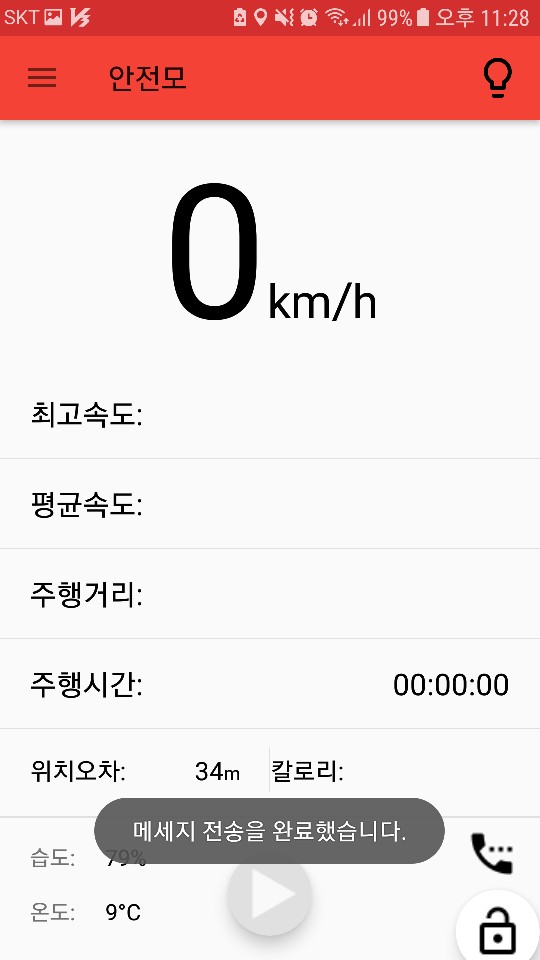 SKT 99% 오후 11:28
안전모
0 km/h
최고속도:
평균속도:
주행거리:
주행시간: 00:00:00
위치오차: 34m 칼로리:
메세지 전송을 완료했습니다.
습도: 79%
온도: 9°C